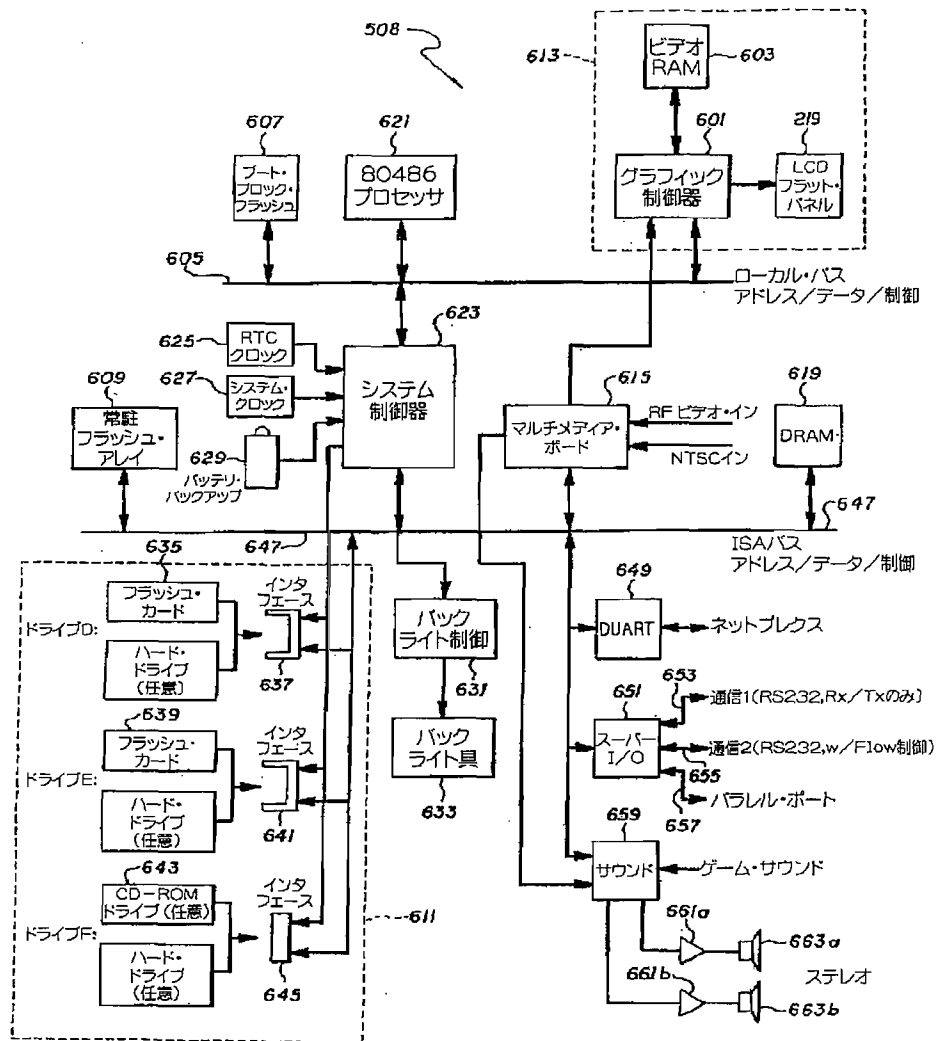 508
613
ビデオ
RAM
603
607
ブート・
ブロック・
フラッシュ
621
80486
プロセッサ
601
グラフィック
制御器
219
LCD
フラット・
パネル
605
ローカル・バス
アドレス/データ/制御
625
RTC
クロック
623
システム
制御器
627
システム・
クロック
609
常駐
フラッシュ・
アレイ
629
バッテリ・
バックアップ
615
マルチメディア・
ボード
RFビデオ・イン
NTSCイン
619
DRAM
647
647
ISAバス
アドレス/データ/制御
635
フラッシュ・
カード
ドライブD:
ハード・
ドライブ
(任意)
インタ
フェース
637
バック
ライト制御
631
649
DUART
ネットプレクス
639
フラッシュ・
カード
ドライブE:
ハード・
ドライブ
(任意)
インタ
フェース
641
バック
ライト具
633
651
スーパー
I/O
653
通信1(RS232,Rx/Txのみ)
通信2(RS232,w/Flow制御)
655
パラレル・ポート
657
643
CD-ROM
ドライブ(任意)
ドライブF:
ハード・
ドライブ
(任意)
インタ
フェース
645
611
659
サウンド
ゲーム・サウンド
661a
663a
ステレオ
661b
663b